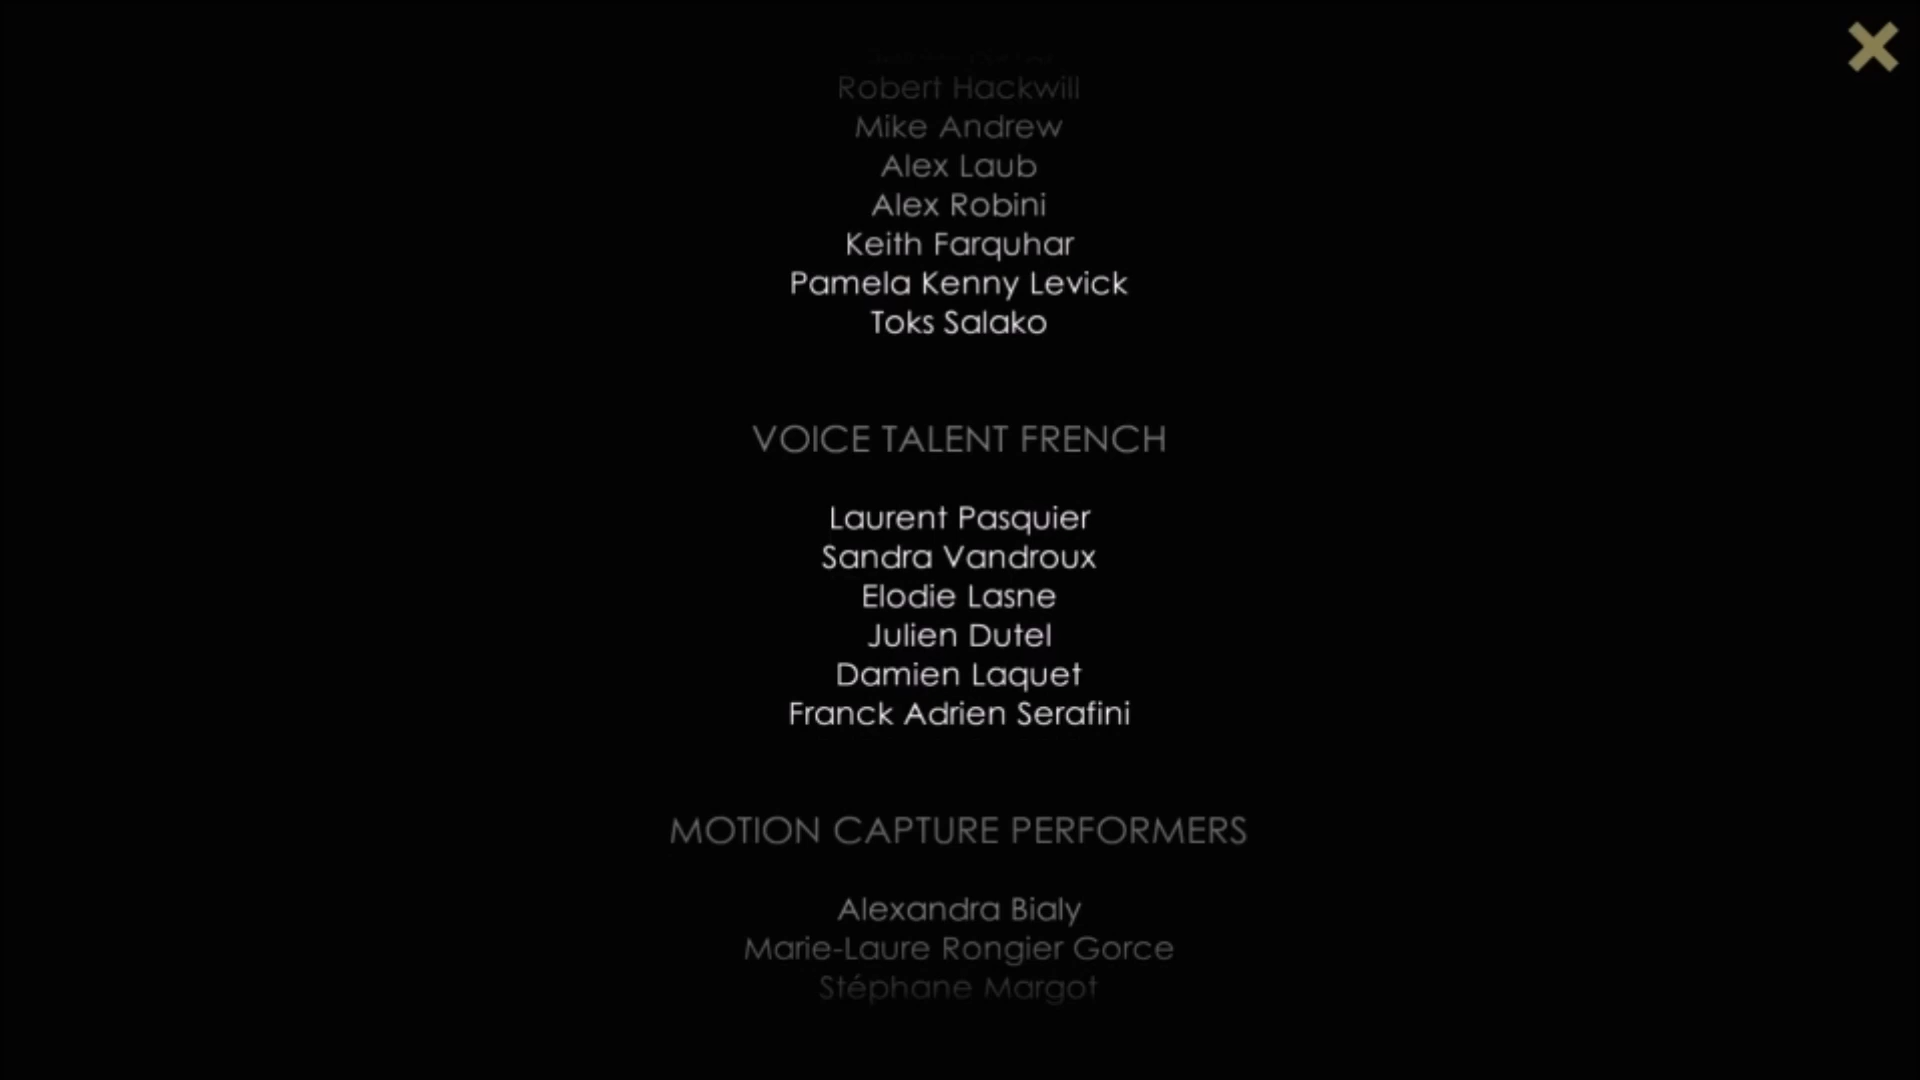 Robert Hackwill
Mike Andrew
Alex Laub
Alex Robini
Keith Farquhar
Pamela Kenny Levick
Toks Salako
VOICE TALENT FRENCH
Laurent Pasquier
Sandra Vandroux
Elodie Lasne
Julien Dutel
Damien Laquet
Franck Adrien Serafini
MOTION CAPTURE PERFORMERS
Alexandra Bialy
Marie-Laure Rongier Gorce
Stéphane Margot